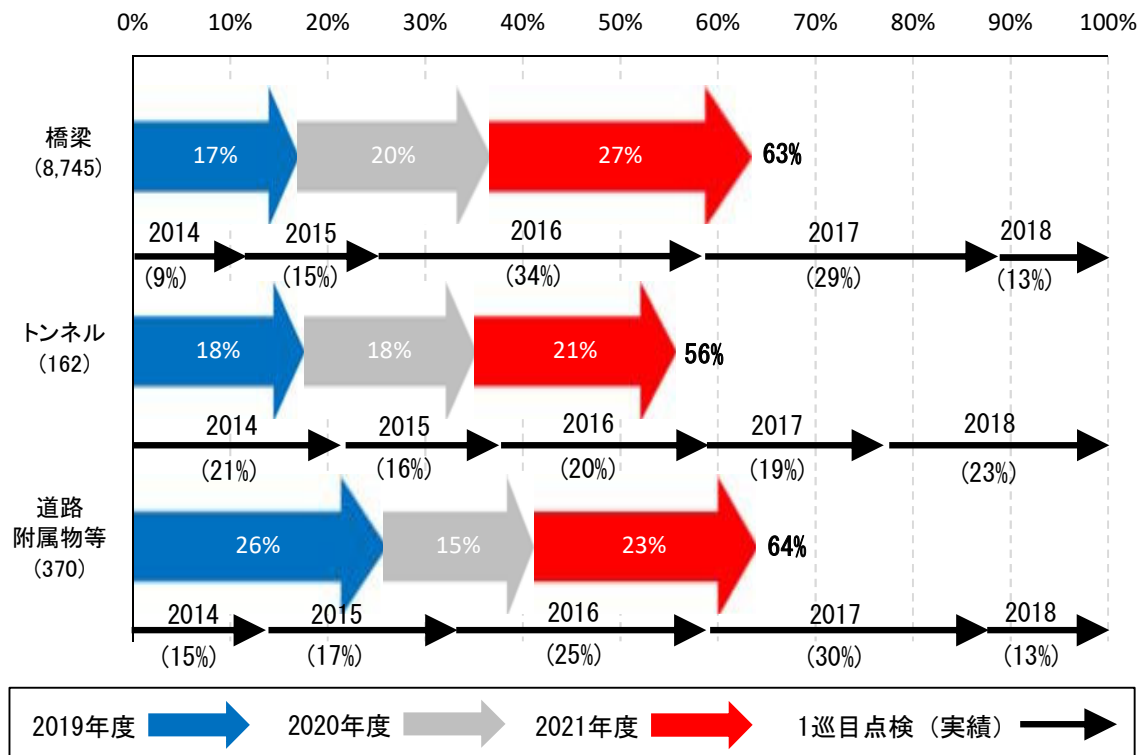 0% 10% 20% 30% 40% 50% 60% 70% 80% 90% 100%
橋梁
(8,745)
17% 20% 27% 63%
2014 2015 2016 2017 2018
(9%) (15%) (34%) (29%) (13%)
トンネル
(162)
18% 18% 21% 56%
2014 2015 2016 2017 2018
(21%) (16%) (20%) (19%) (23%)
道路
附属物等
(370)
26% 15% 23% 64%
2014 2015 2016 2017 2018
(15%) (17%) (25%) (30%) (13%)
2019年度 2020年度 2021年度 1巡目点検（実績）